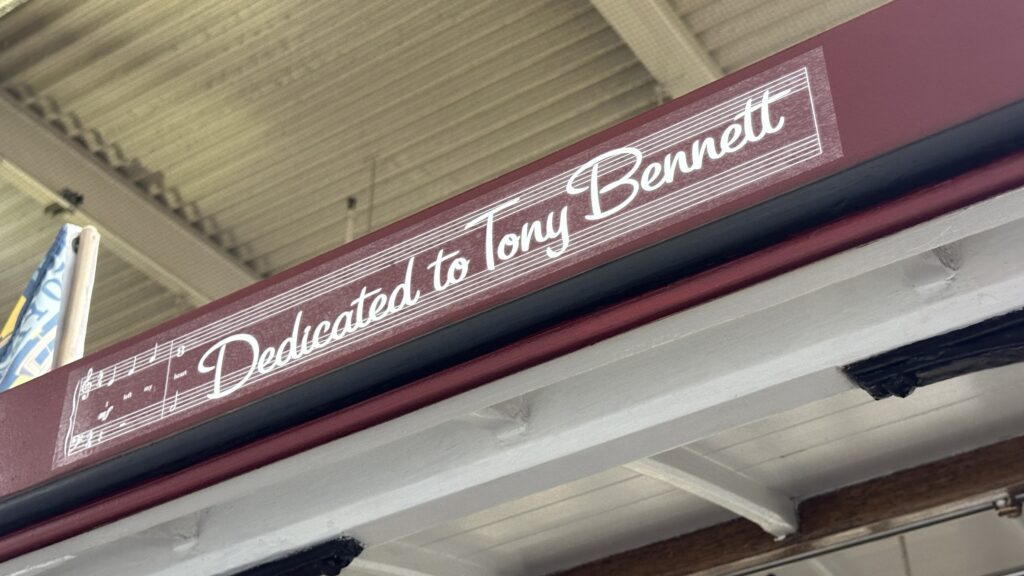 Dedicated to Tony Bennett